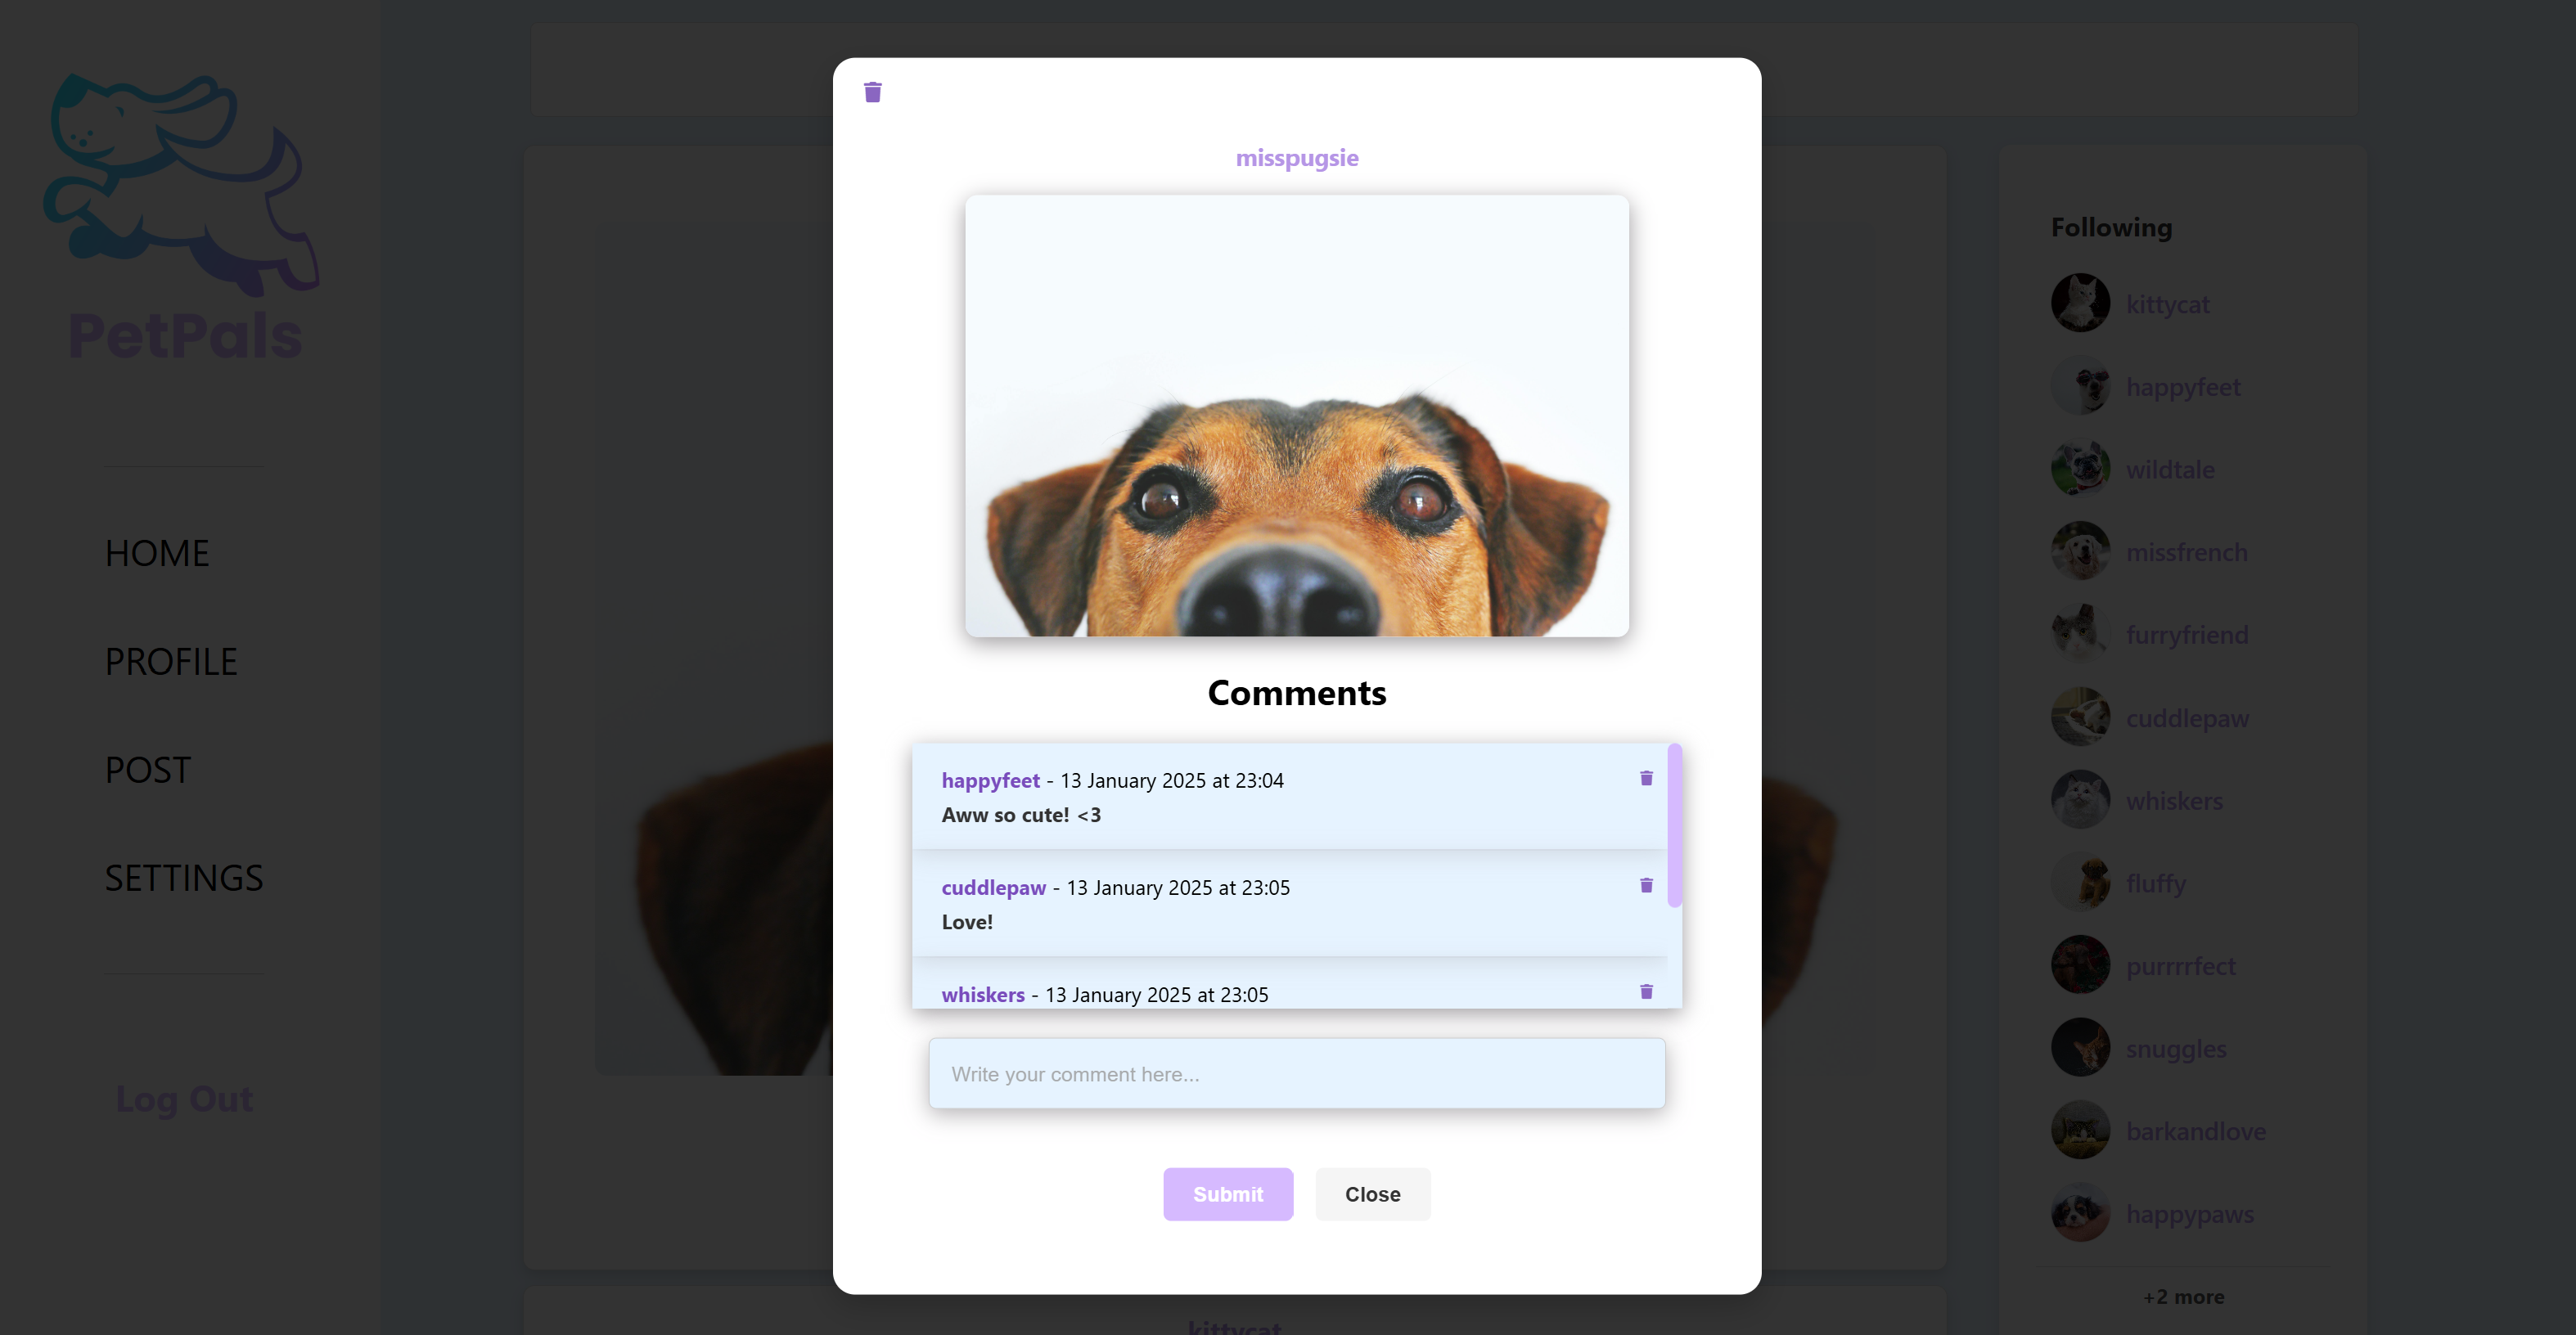 PetPals
HOME
PROFILE
POST
SETTINGS
Log Out
misspugsie
Comments
happyfeet - 13 January 2025 at 23:04
Aww so cute! <3
cuddlepaw - 13 January 2025 at 23:05
Love!
whiskers - 13 January 2025 at 23:05
Write your comment here...
Submit
Close
kittycat
Following
kittycat
happyfeet
wildtale
missfrench
furryfriend
cuddlepaw
whiskers
fluffy
purrrrfect
snuggles
barkandlove
happypaws
+2 more